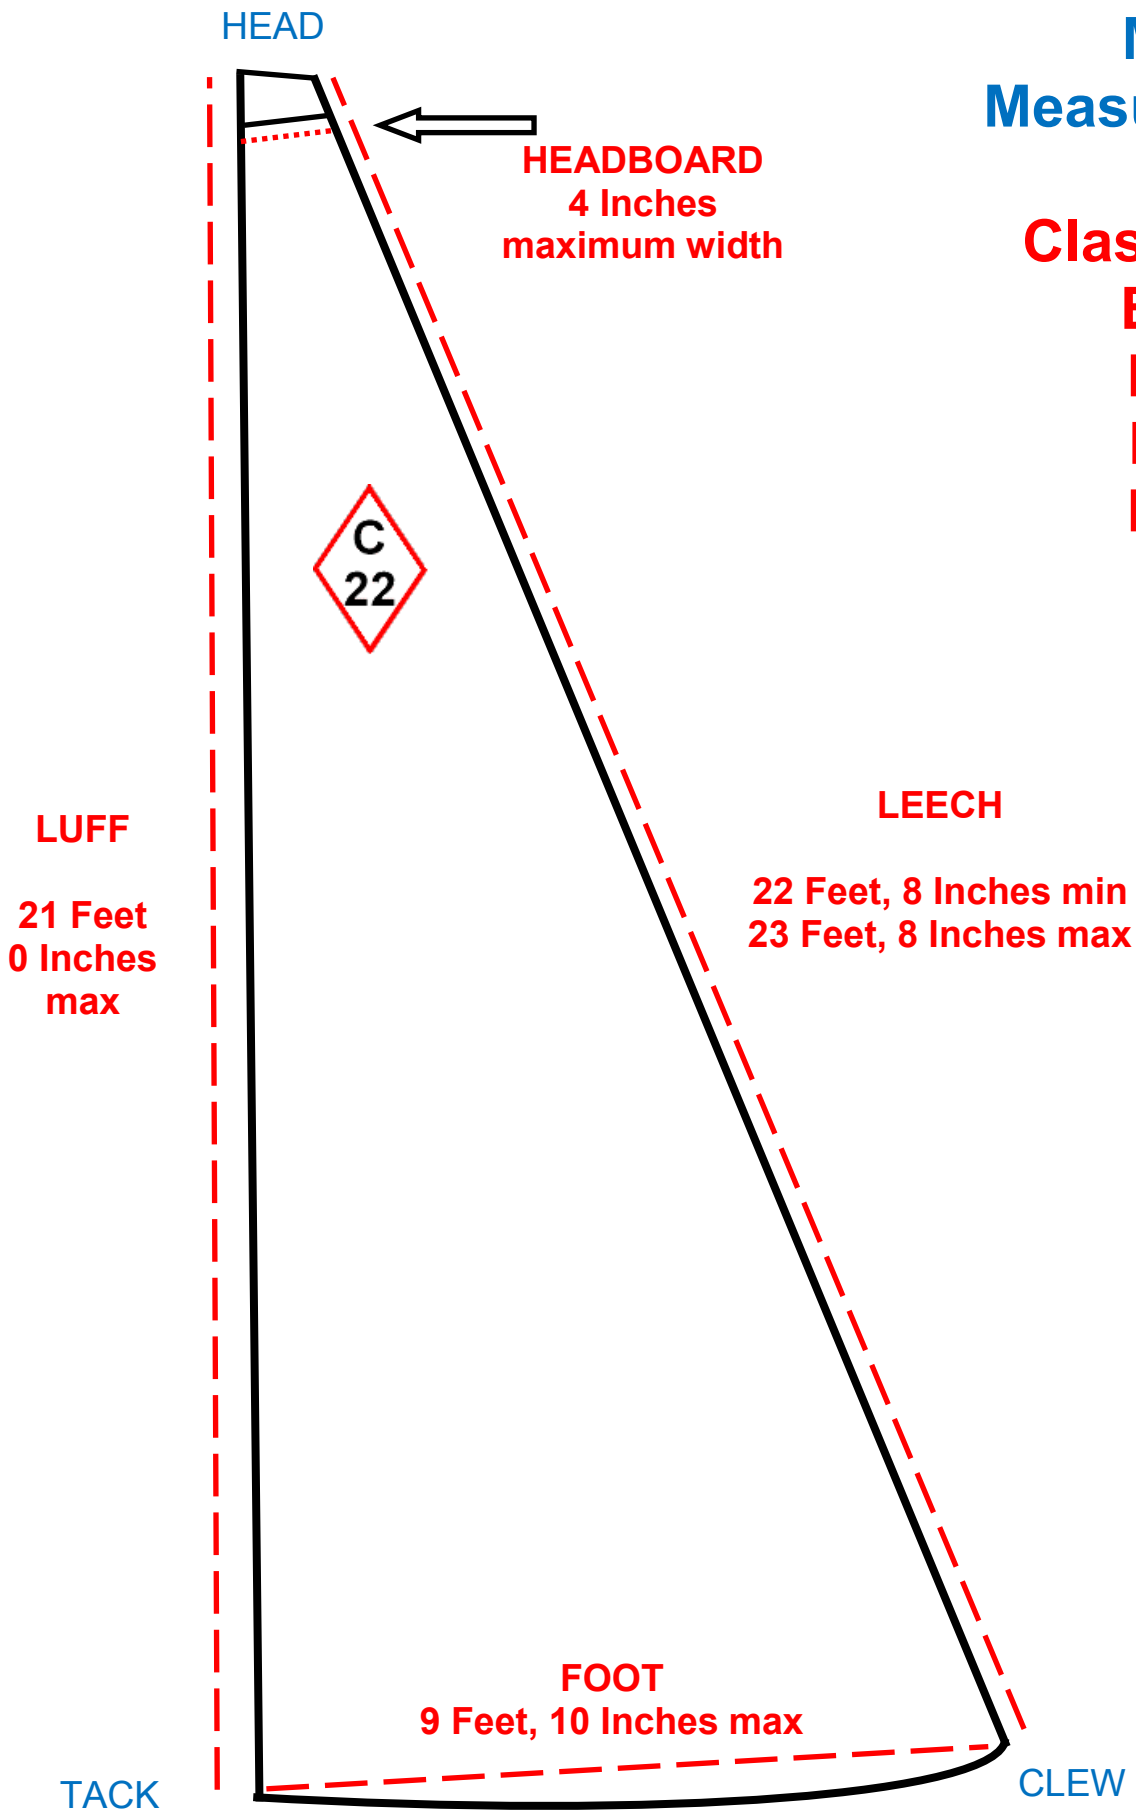 HEAD
Measu
HEADBOARD
4 Inches
maximum width
Clas
C
22
LUFF
21 Feet
0 Inches
max
LEECH
22 Feet, 8 Inches min
23 Feet, 8 Inches max
FOOT
9 Feet, 10 Inches max
TACK
CLEW